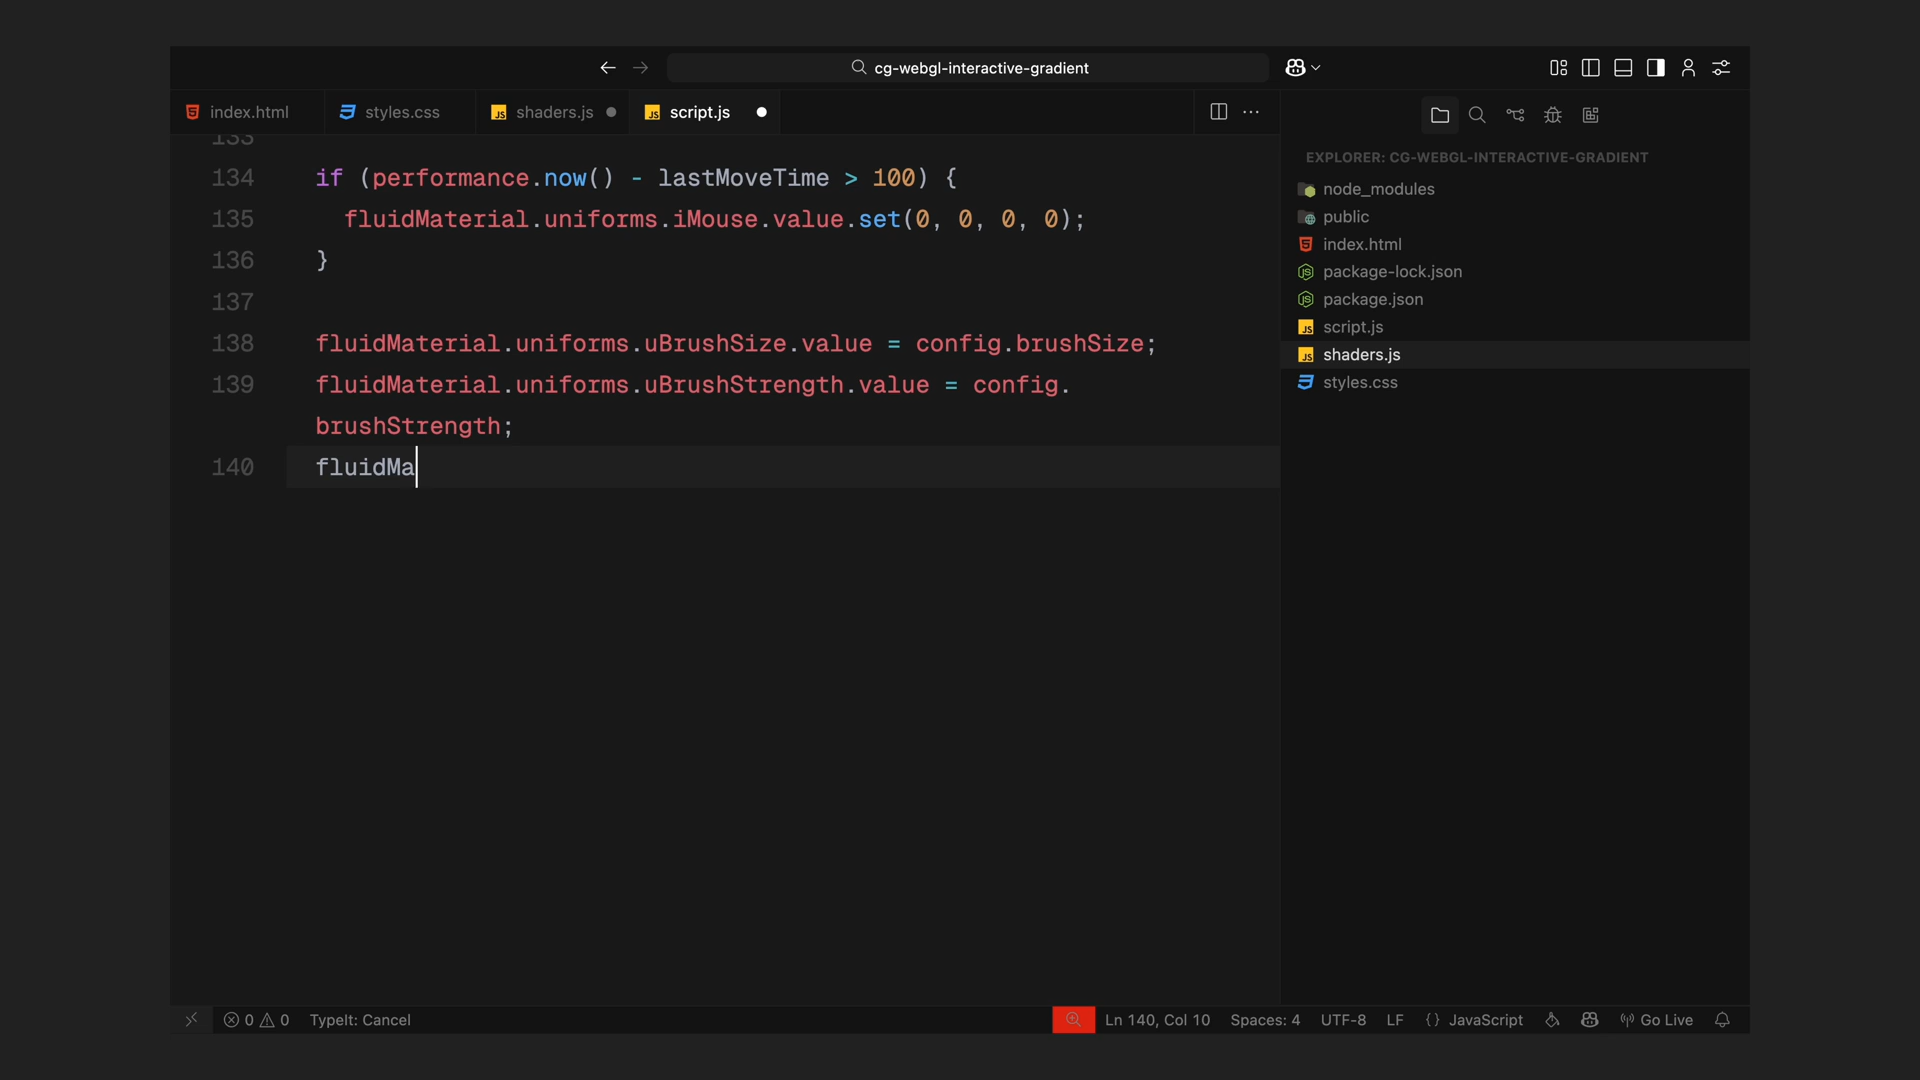 cg-webgl-interactive-gradient
index.html
styles.css
shaders.js
script.js
133
134 if (performance.now() - lastMoveTime > 100) {
135 fluidMaterial.uniforms.iMouse.value.set(0, 0, 0, 0);
136 }
137
138 fluidMaterial.uniforms.uBrushSize.value = config.brushSize;
139 fluidMaterial.uniforms.uBrushStrength.value = config.
brushStrength;
140 fluidMa
EXPLORER: CG-WEBGL-INTERACTIVE-GRADIENT
node_modules
public
index.html
package-lock.json
package.json
script.js
shaders.js
styles.css
0 0 TypeIt: Cancel
Ln 140, Col 10 Spaces: 4 UTF-8 LF {} JavaScript Go Live